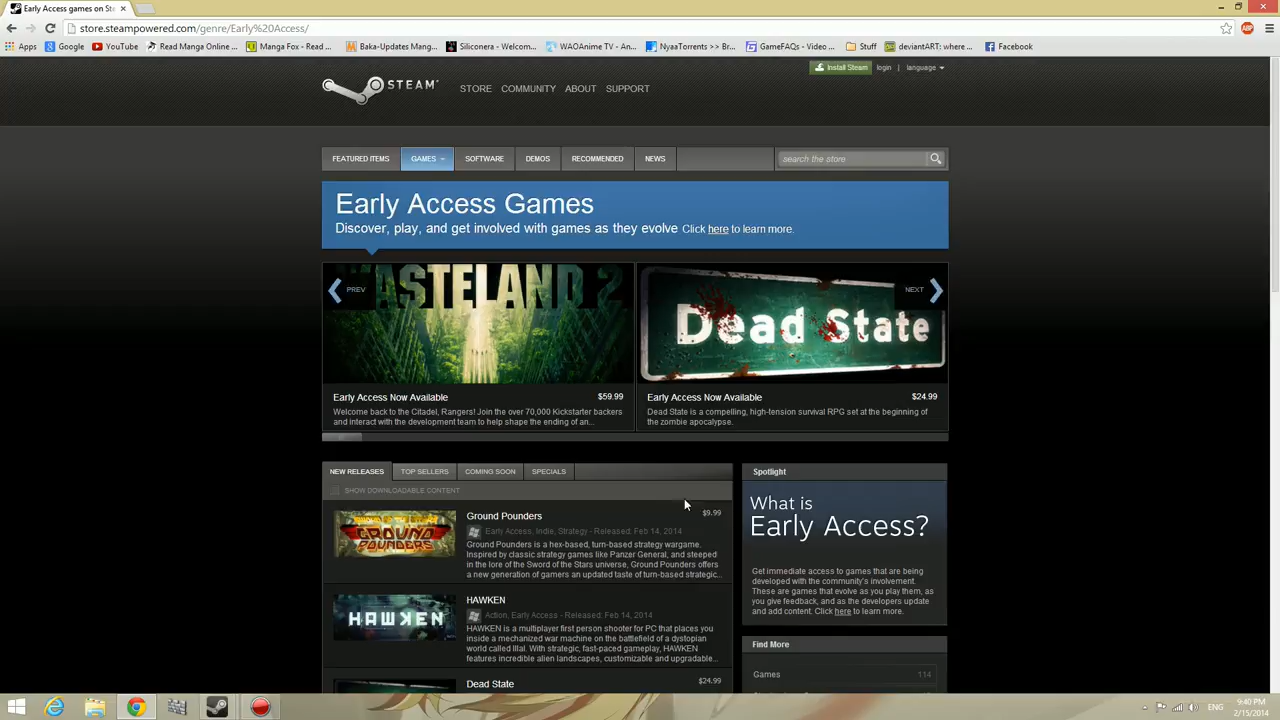 Early Access games on St
store.steampowered.com/genre/Early%20Access/
ABP
Apps
Google
YouTube
Read Manga Online ...
Manga Fox - Read ...
Baka-Updates Mang...
Siliconera - Welcom...
WAOAnime TV - An...
NyaaTorrents >> Br...
GameFAQs - Video ...
Stuff
deviantART: where ...
Facebook
Install Steam
login | language
STEAM
STORE COMMUNITY ABOUT SUPPORT
FEATURED ITEMS
GAMES
SOFTWARE
DEMOS
RECOMMENDED
NEWS
search the store
Early Access Games
Discover, play, and get involved with games as they evolve Click here to learn more.
WASTELAND 2
PREV
Dead State
NEXT
Early Access Now Available $59.99
Welcome back to the Citadel, Rangers! Join the over 70,000 Kickstarter backers
and interact with the development team to help shape the ending of an...
Early Access Now Available $24.99
Dead State is a compelling, high-tension survival RPG set at the beginning of
the zombie apocalypse.
NEW RELEASES
TOP SELLERS
COMING SOON
SPECIALS
SHOW DOWNLOADABLE CONTENT
GROUND POUNDERS
Ground Pounders $9.99
Early Access, Indie, Strategy - Released: Feb 14, 2014
Ground Pounders is a hex-based, turn-based strategy wargame.
Inspired by classic strategy games like Panzer General, and steeped
in the lore of the Sword of the Stars universe, Ground Pounders offers
a new generation of gamers an updated taste of turn-based strategic...
HAWKEN
HAWKEN
Action, Early Access - Released: Feb 14, 2014
HAWKEN is a multiplayer first person shooter for PC that places you
inside a mechanized war machine on the battlefield of a dystopian
world called Illal. With strategic, fast-paced gameplay, HAWKEN
features incredible alien landscapes, customizable and upgradable...
Dead State $24.99
Spotlight
What is
Early Access?
Get immediate access to games that are being
developed with the community's involvement.
These are games that evolve as you play them, as
you give feedback, and as the developers update
and add content. Click here to learn more.
Find More
Games 114
ENG
9:40 PM
2/15/2014